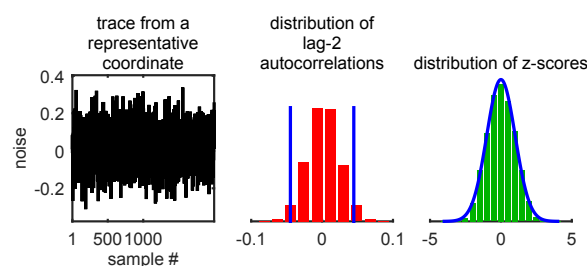 trace from a
representative
coordinate
0.4
0.2
0
-0.2
noise
1 500 1000
sample #
distribution of
lag-2
autocorrelations
-0.1 0 0.1
distribution of z-scores
-5 0 5